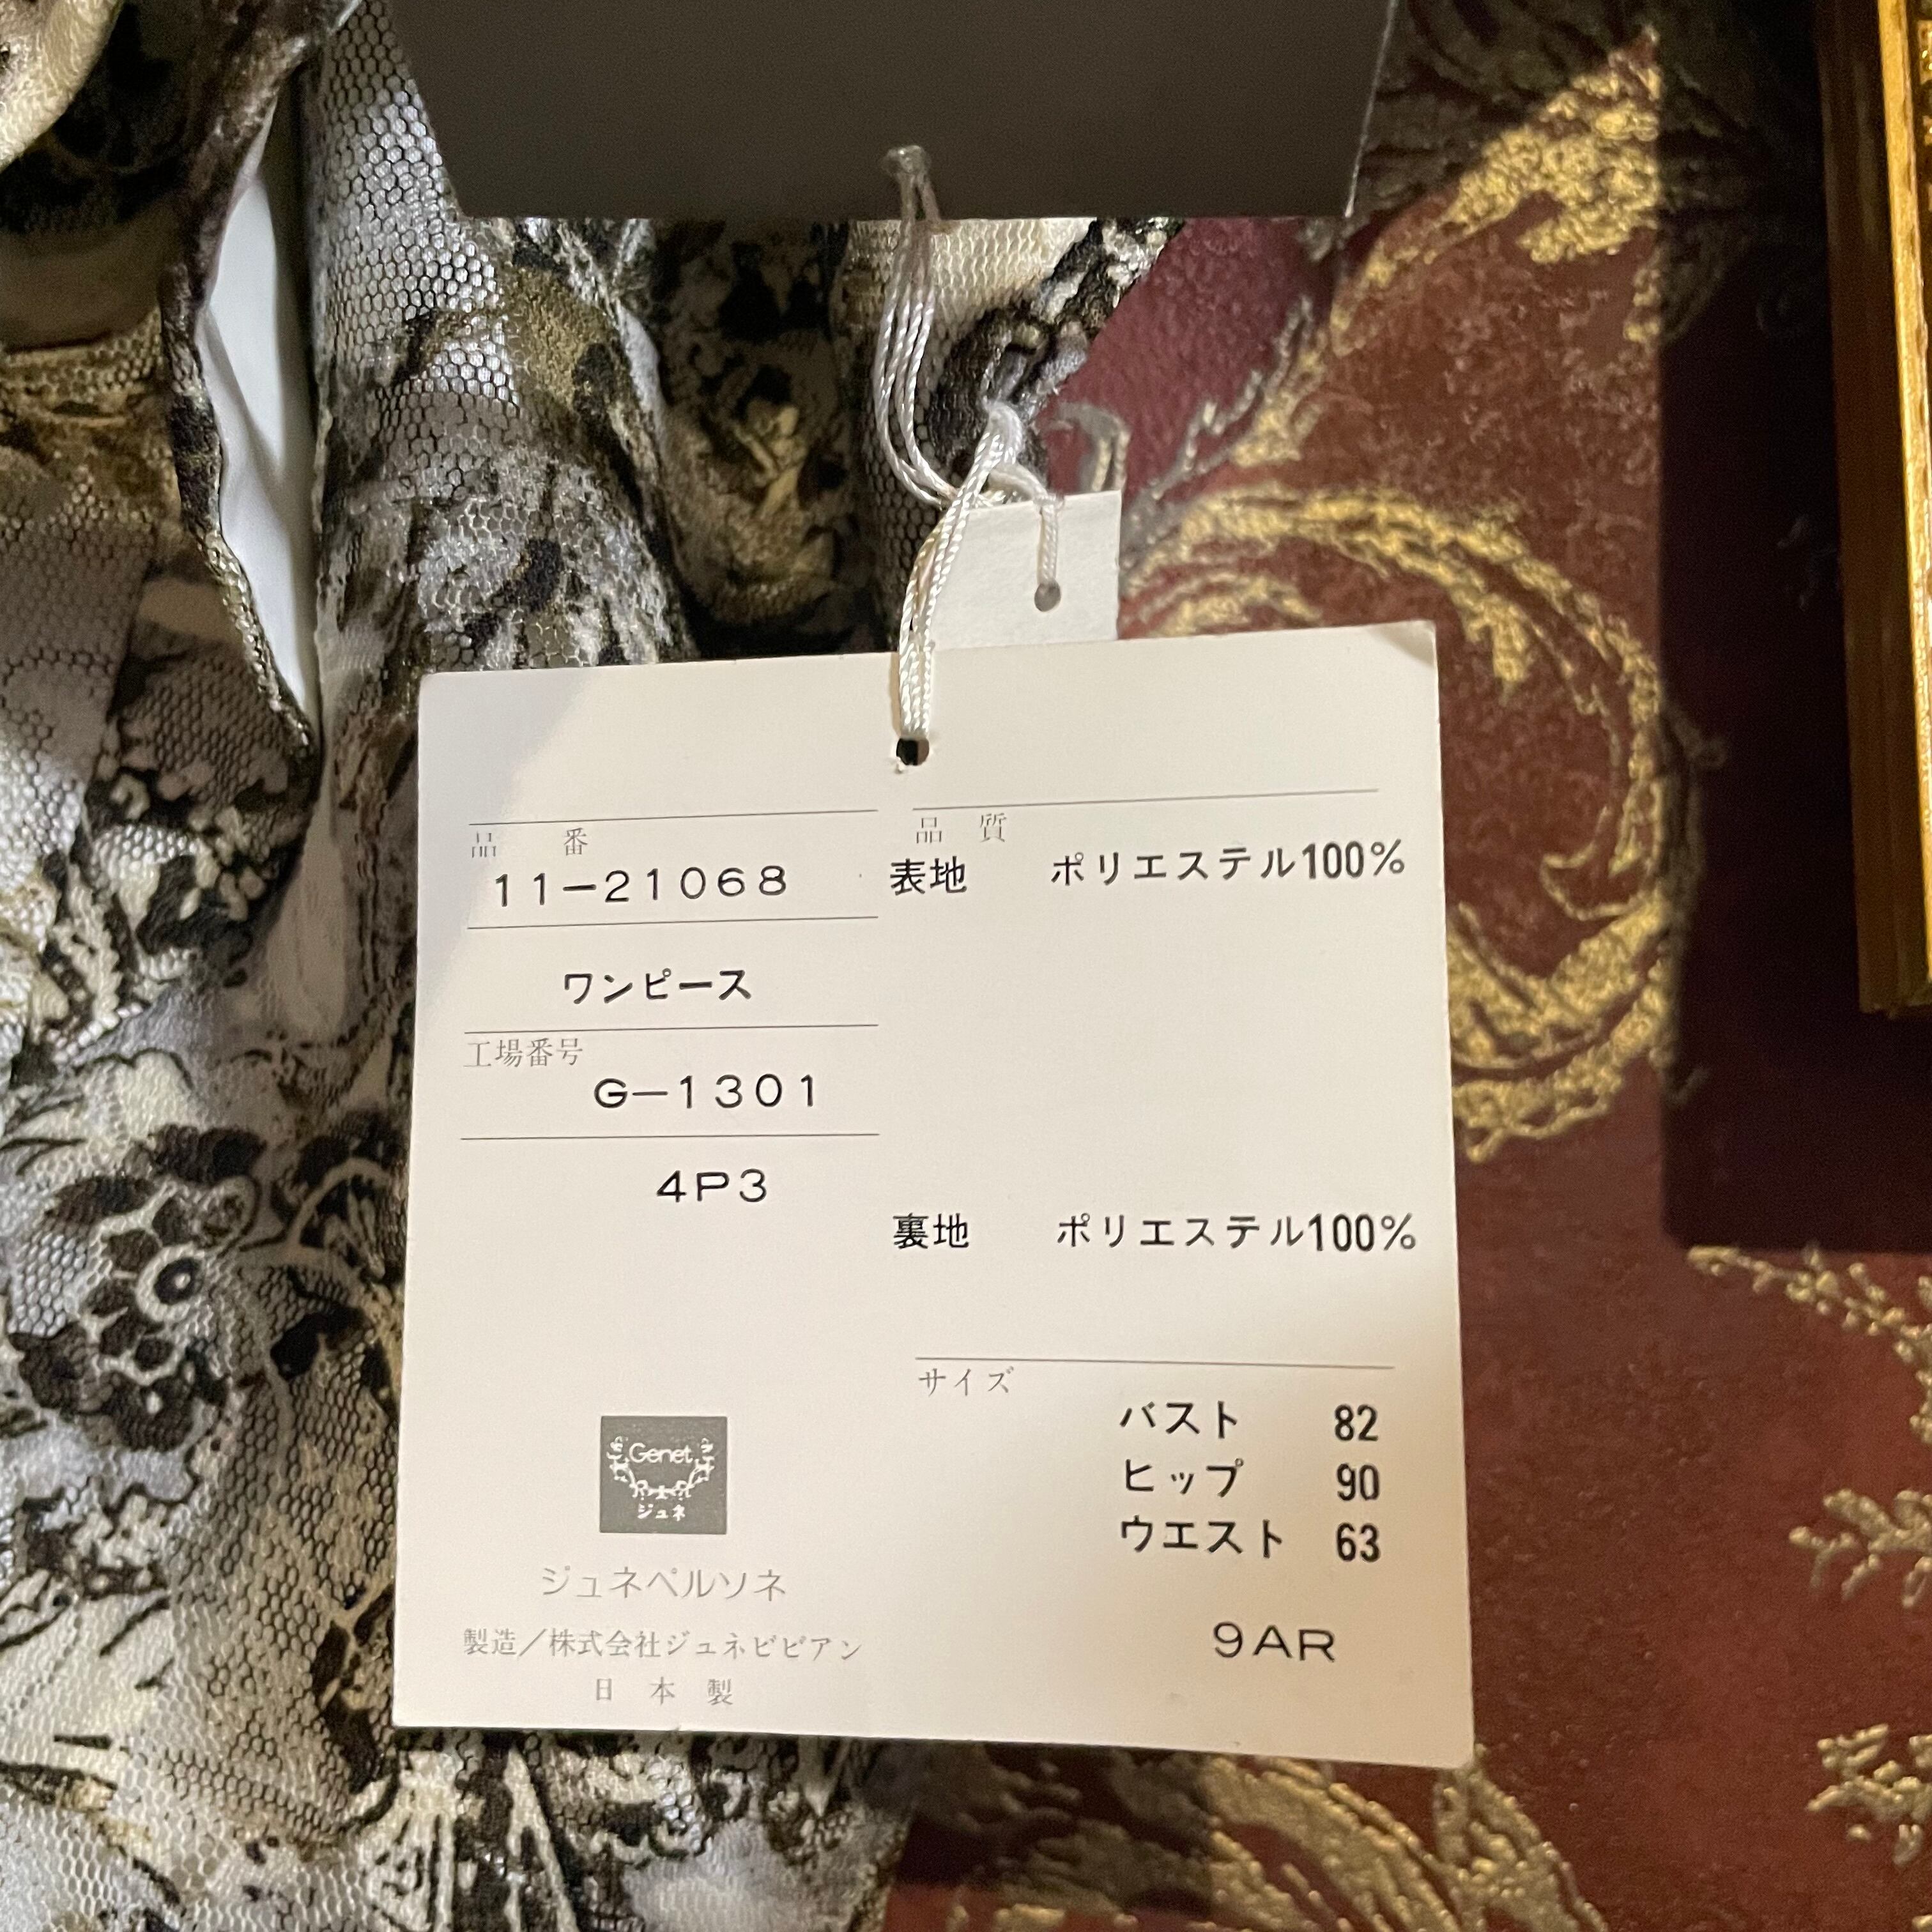 品番
11-21068
ワンピース
工場番号
G-1301
4P3
Genet
ジュネ
ジュネペルソネ
製造/株式会社ジュネビビアン
日本製
品質
表地 ポリエステル100%
裏地 ポリエステル100%
サイズ
バスト 82
ヒップ 90
ウエスト 63
9AR